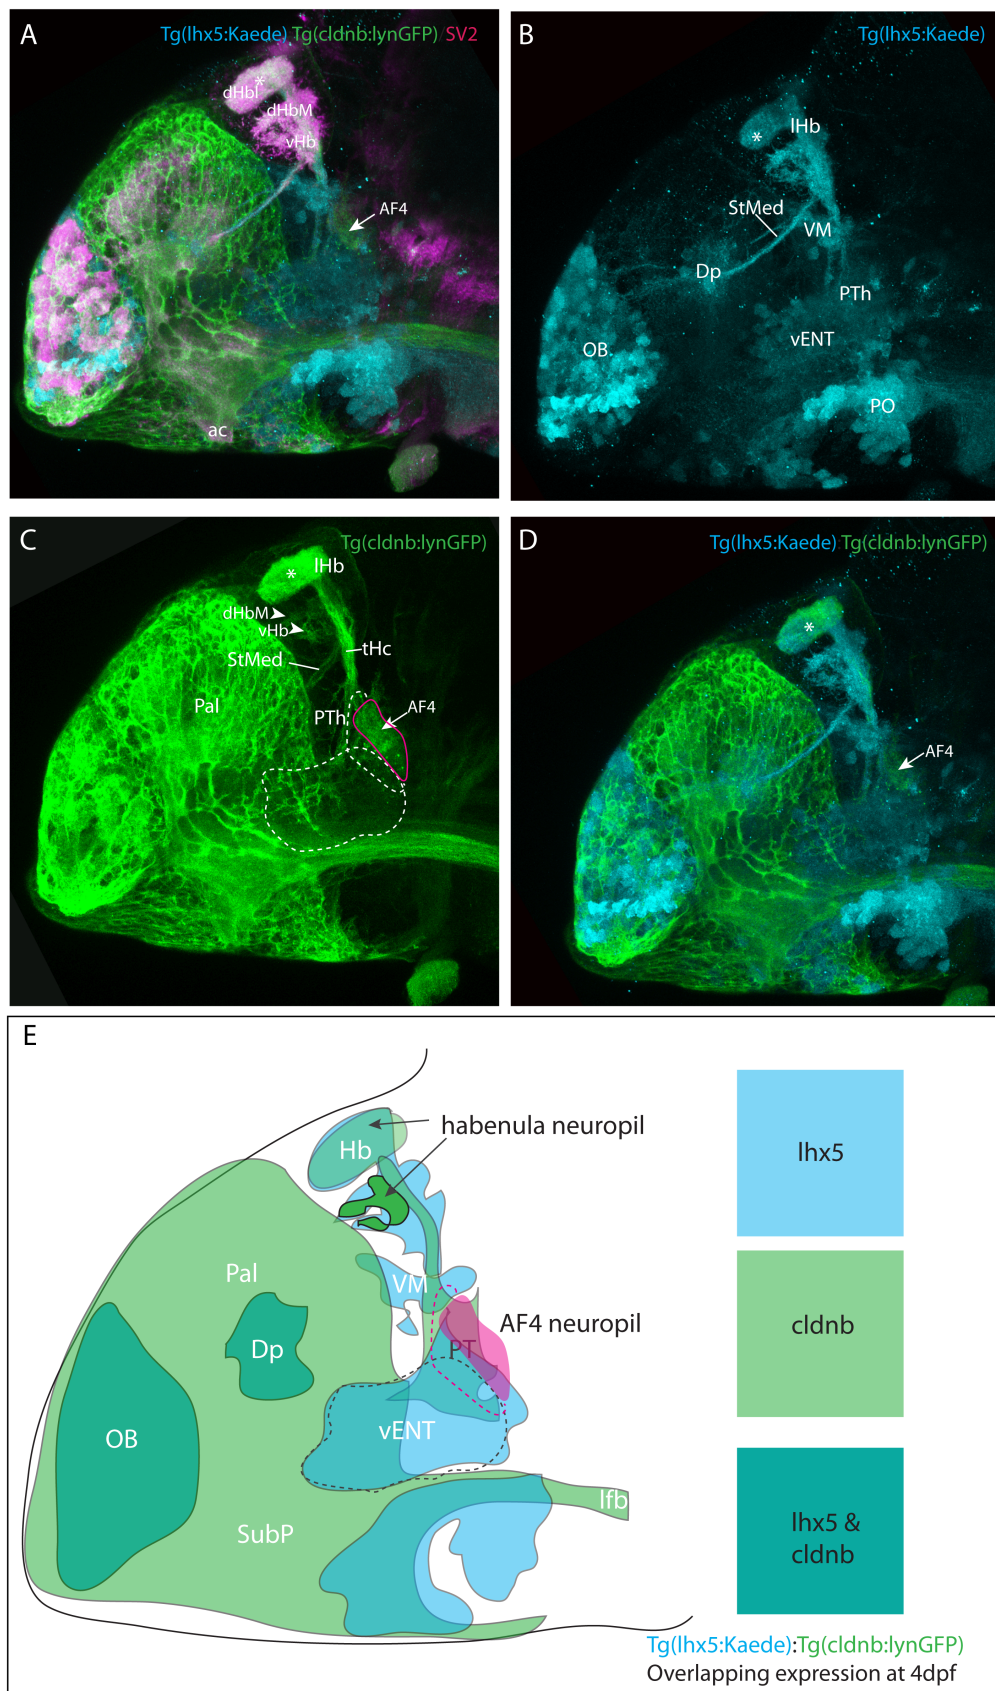 A
Tg(lhx5:Kaede) Tg(cldnb:lynGFP) SV2
*
dHbl
dHbM
vHb
AF4
ac
B
Tg(lhx5:Kaede)
lHb
*
StMed
VM
Dp
PTh
vENT
OB
PO
C
Tg(cldnb:lynGFP)
lHb
*
dHbM
vHb
tHc
StMed
Pal
PTh
AF4
D
Tg(lhx5:Kaede) Tg(cldnb:lynGFP)
*
AF4
E
habenula neuropil
Hb
Pal
VM
AF4 neuropil
PT
Dp
vENT
OB
lfb
SubP
lhx5
cldnb
lhx5 &
cldnb
Tg(lhx5:Kaede):Tg(cldnb:lynGFP)
Overlapping expression at 4dpf